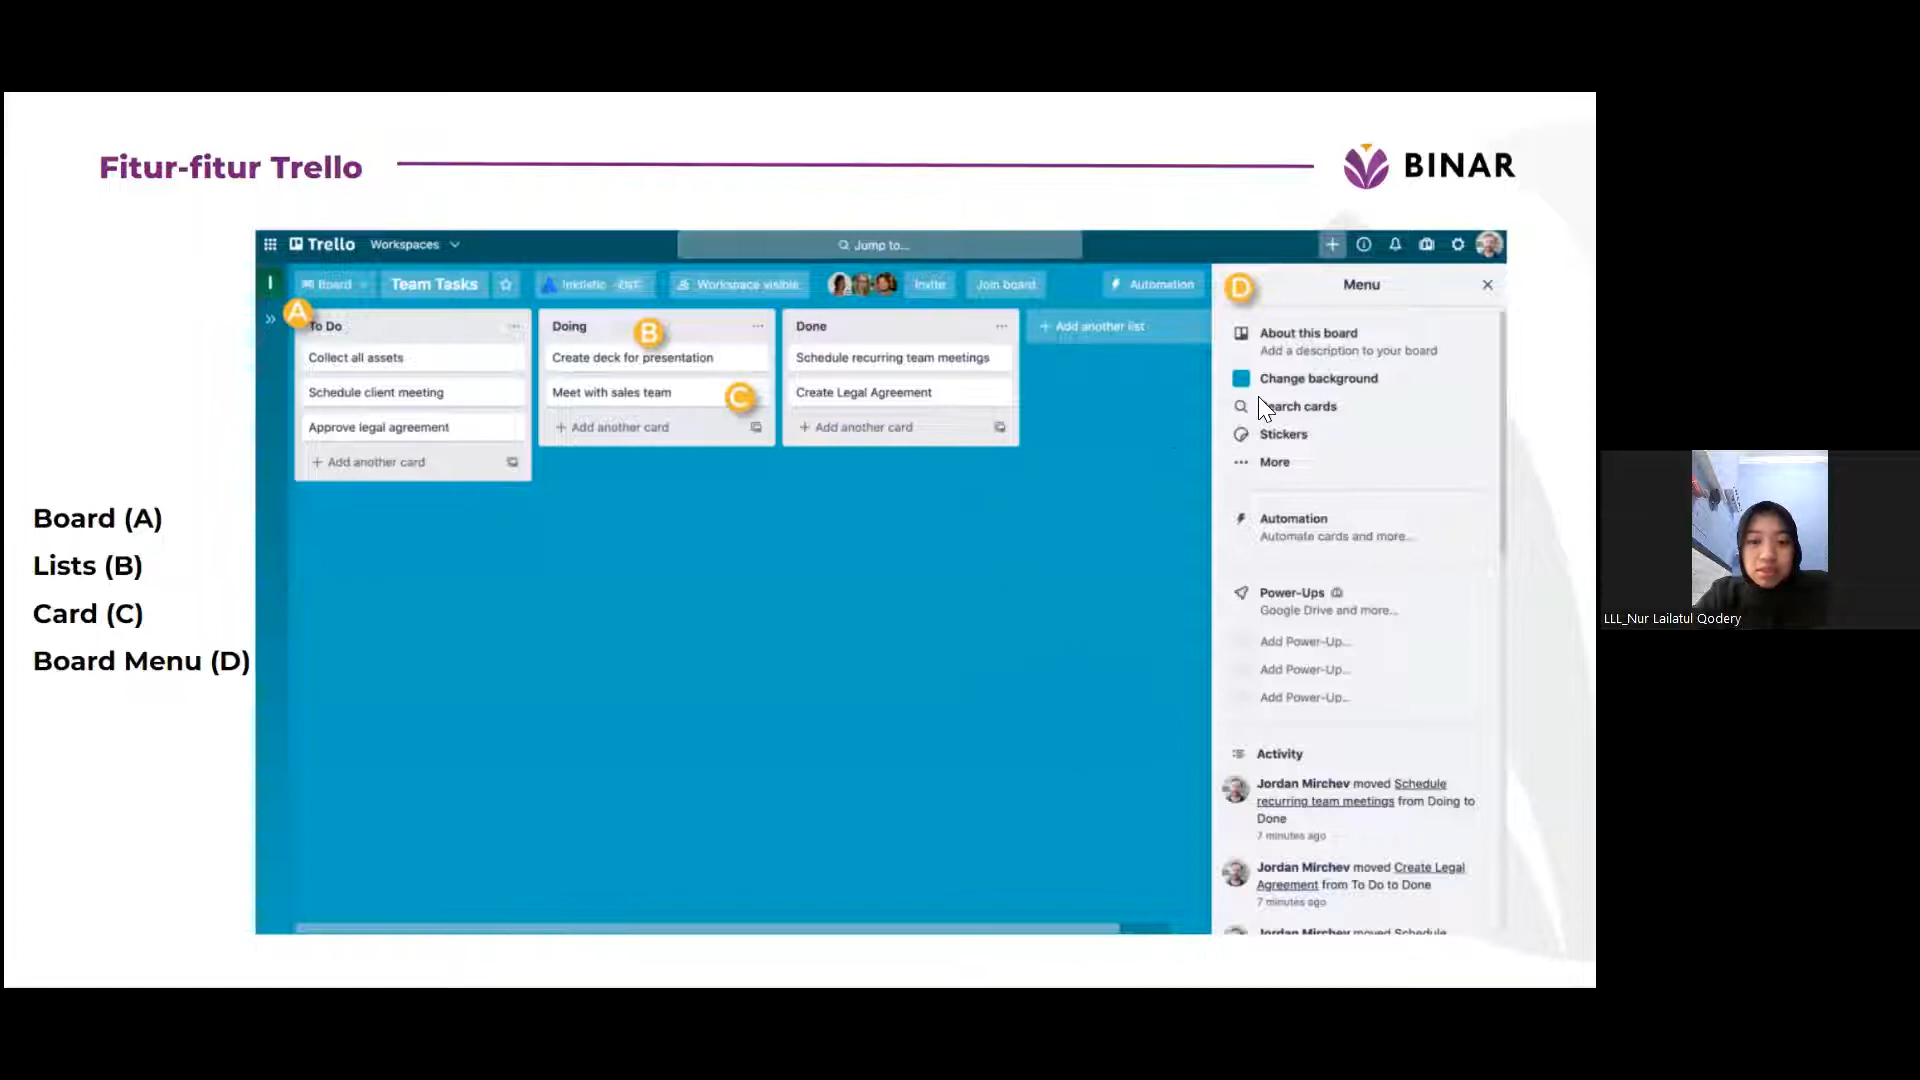 Fitur-fitur Trello
BINAR
Trello
Workspaces
Jump to...
I
Board
Team Tasks
Workspace visible
Invite
Join board
Automation
A
To Do
Collect all assets
Schedule client meeting
Approve legal agreement
+ Add another card
Doing
B
Create deck for presentation
Meet with sales team
C
+ Add another card
Done
Schedule recurring team meetings
Create Legal Agreement
+ Add another card
+ Add another list
D
Menu
About this board
Add a description to your board
Change background
cards
Stickers
More
Automation
Automate cards and more...
Power-Ups
Google Drive and more...
Add Power-Up...
Add Power-Up...
Add Power-Up...
Activity
Jordan Mirchev moved Schedule
recurring team meetings from Doing to
Done
7 minutes ago
Jordan Mirchev moved Create Legal
Agreement from To Do to Done
7 minutes ago
Jordan Mirchev moved Schedule
Board (A)
Lists (B)
Card (C)
Board Menu (D)
LLL_Nur Lailatul Qodery